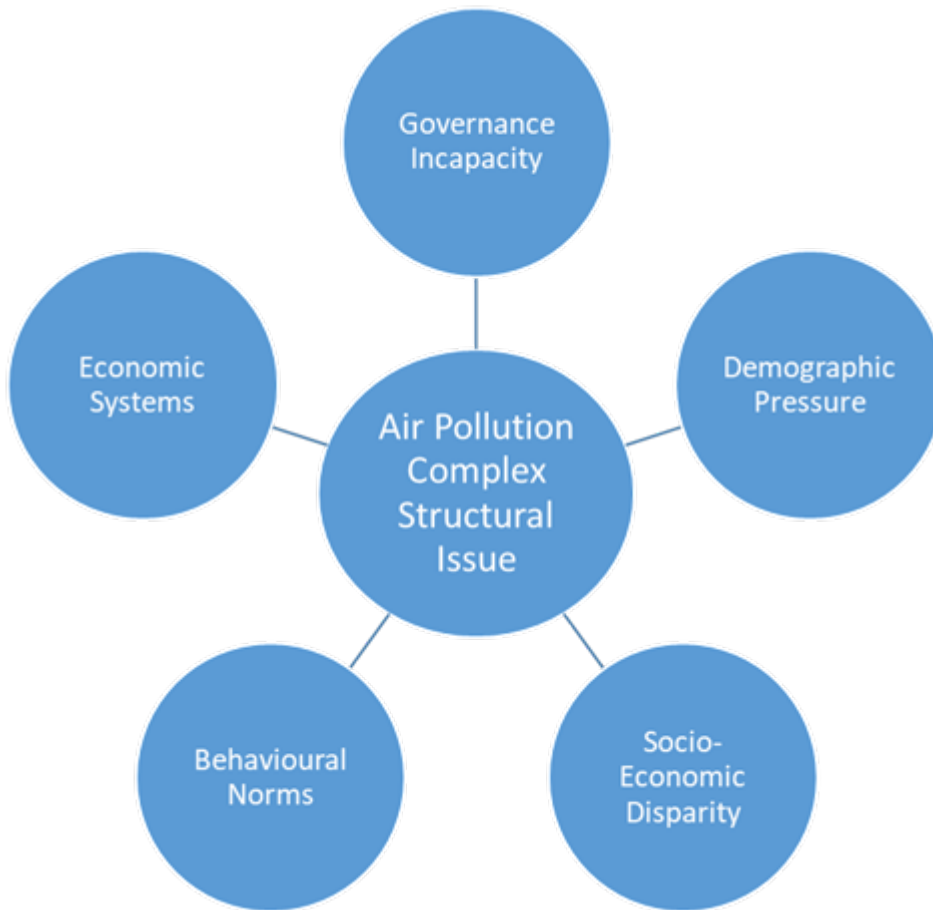 Governance
Incapacity
Economic
Systems
Demographic
Pressure
Air Pollution
Complex
Structural
Issue
Behavioural
Norms
Socio-
Economic
Disparity